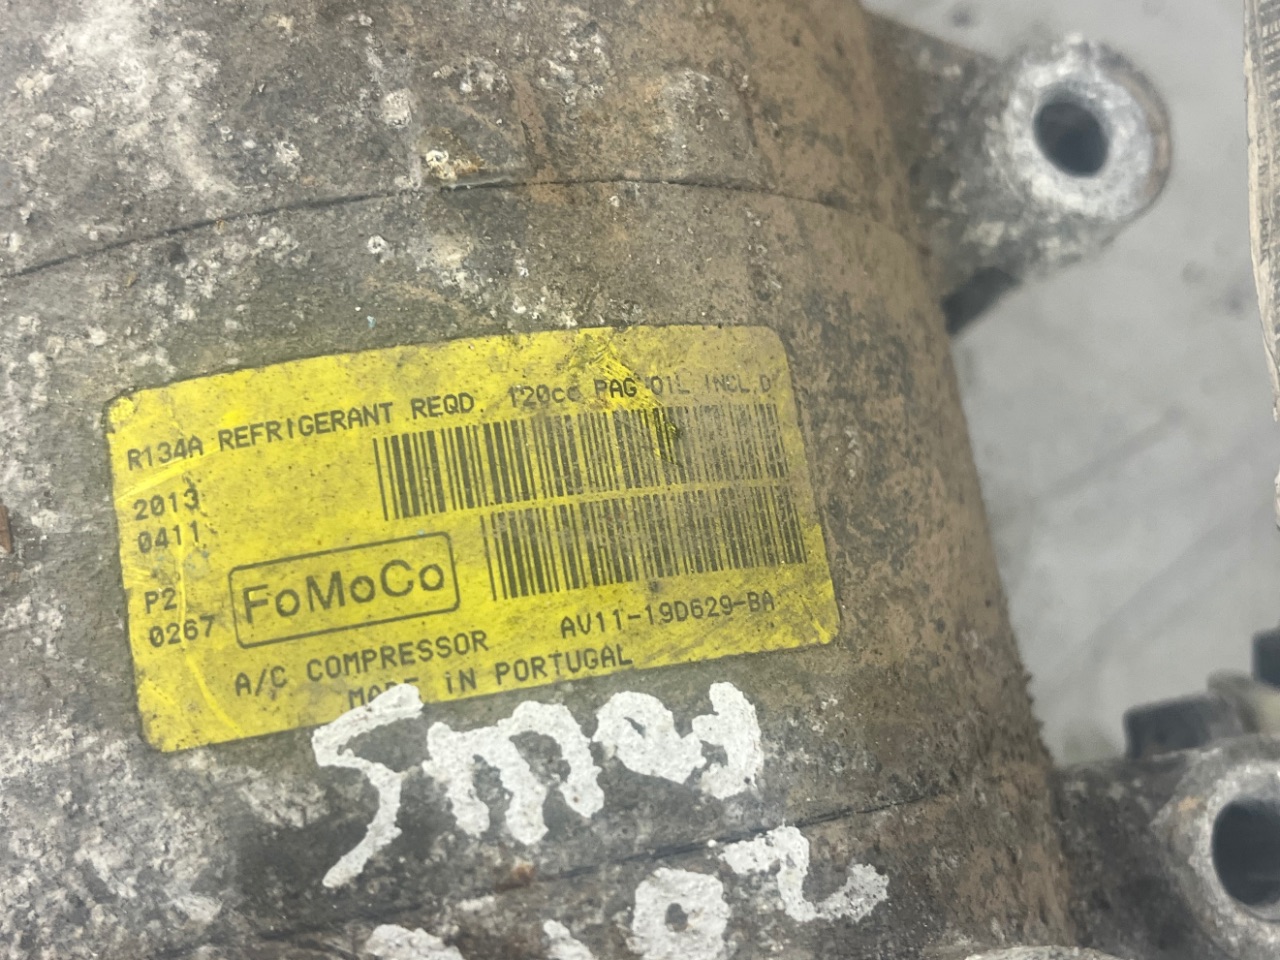 R134A REFRIGERANT REQD. 120cc PAG OIL INCL D
2013
0411
P2
0267
FoMoCo
AV11-19D629-BA
A/C COMPRESSOR
MADE IN PORTUGAL